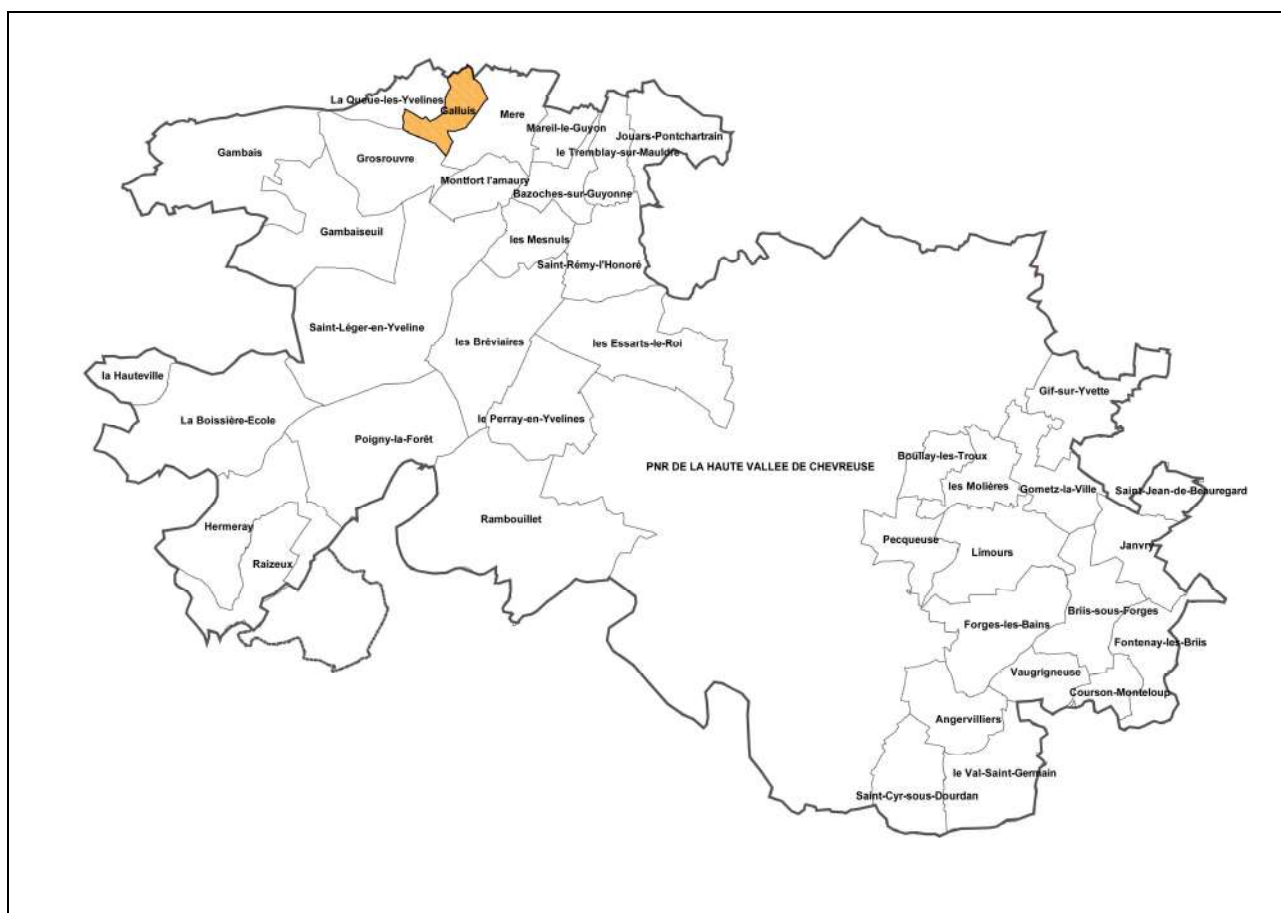 La Queue-les-Yvelines
Galluis
Mere
Mareil-le-Guyon
Jouars-Pontchartrain
le Tremblay-sur-Mauldre
Gambais
Grosrouvre
Montfort l'amaury
Bazoches-sur-Guyonne
Gambaiseuil
les Mesnuls
Saint-Rémy-l'Honoré
Saint-Léger-en-Yveline
les Bréviaires
les Essarts-le-Roi
la Hauteville
La Boissière-Ecole
le Perray-en-Yvelines
Poigny-la-Forêt
Gif-sur-Yvette
Boullay-les-Troux
PNR DE LA HAUTE VALLEE DE CHEVREUSE
les Molières
Gometz-la-Ville
Saint-Jean-de-Beauregard
Rambouillet
Hermeray
Raizeux
Pecqueuse
Limours
Janvry
Forges-les-Bains
Briis-sous-Forges
Fontenay-les-Briis
Vaugrigneuse
Courson-Monteloup
Angervilliers
le Val-Saint-Germain
Saint-Cyr-sous-Dourdan